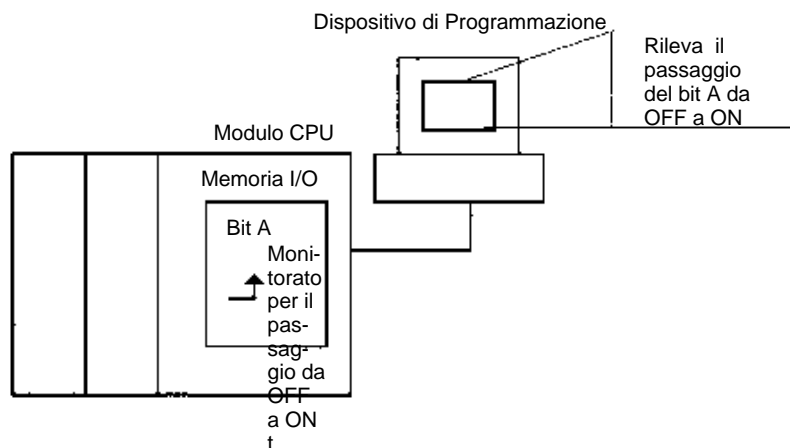 Dispositivo di Programmazione
Rileva il
passaggio
del bit A da
OFF a ON
Modulo CPU
Memoria I/O
Bit A
Moni-
torato
per il
pas-
sag-
gio da
OFF
a ON
t